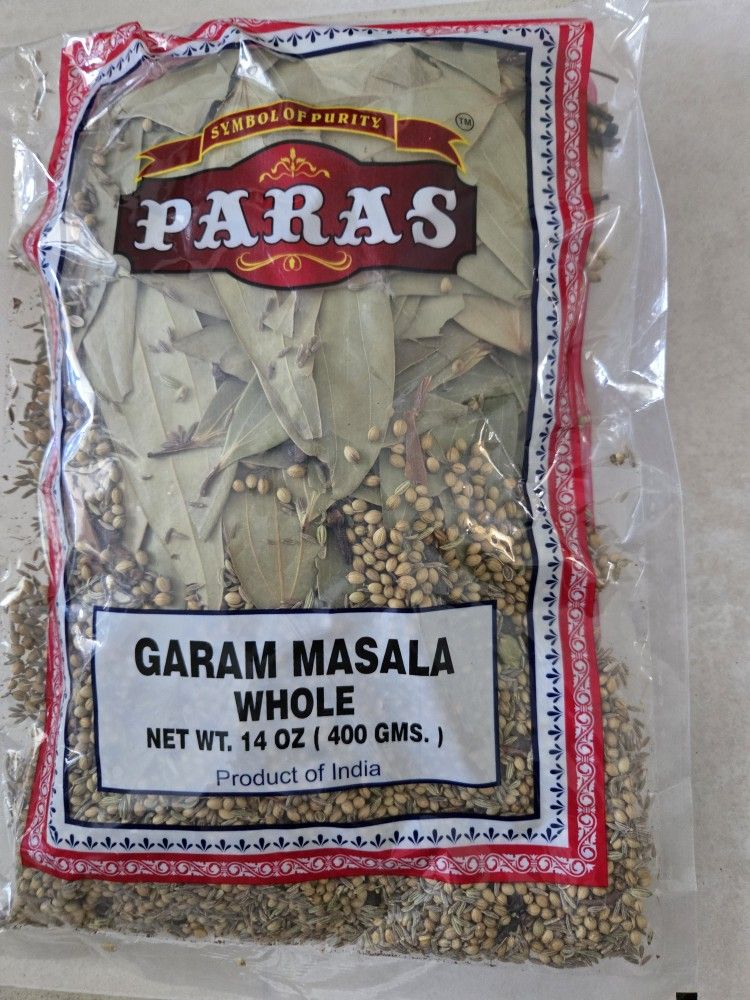 SYMBOL OF PURITY
TM
PARAS
GARAM MASALA
WHOLE
NET WT. 14 OZ ( 400 GMS. )
Product of India